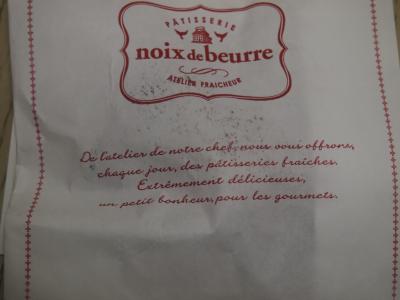 PÂTISSERIE
noix de beurre
ATELIER FRAICHEUR
De l'atelier de notre chef, nous vous offrons,
chaque jour, des pâtisseries fraîches.
Extrêmement délicieuses,
un petit bonheur, pour les gourmets.